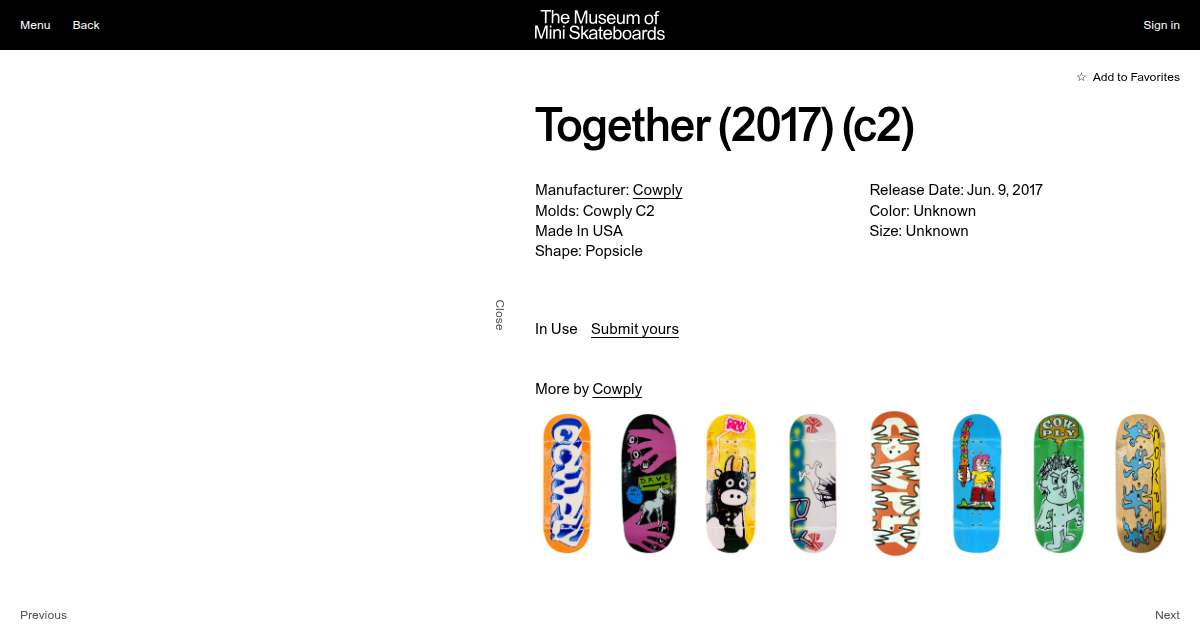 Menu
Back
The Museum of
Mini Skateboards
Sign in
☆ Add to Favorites
Together (2017) (c2)
Manufacturer: Cowply
Molds: Cowply C2
Made In USA
Shape: Popsicle
Release Date: Jun. 9, 2017
Color: Unknown
Size: Unknown
Close
In Use
Submit yours
More by Cowply
COW
PLY
Previous
Next